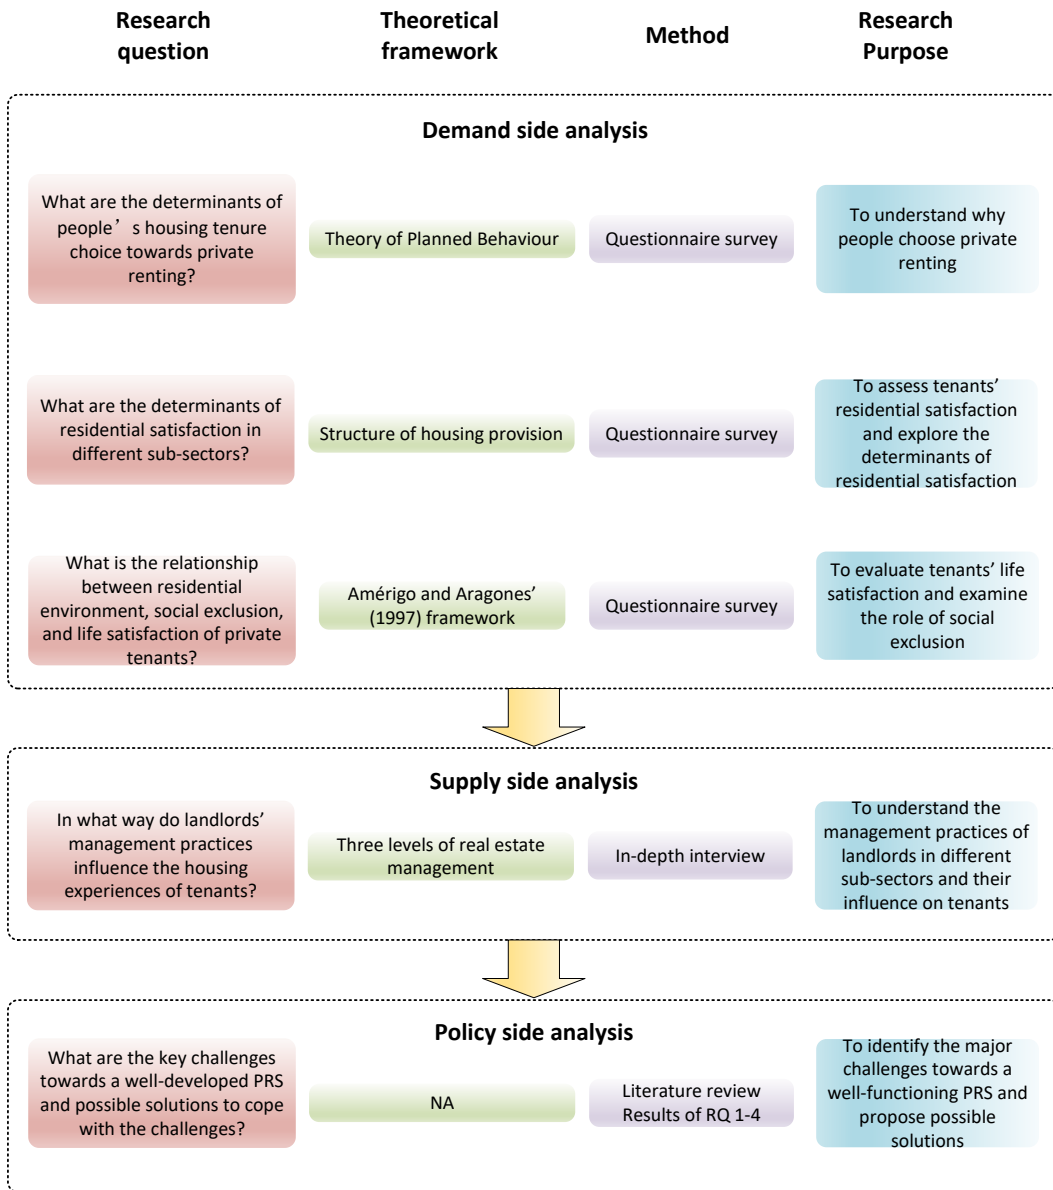 Research
question
Theoretical
framework
Method
Research
Purpose
Demand side analysis
What are the determinants of
people’s housing tenure
choice towards private
renting?
Theory of Planned Behaviour
Questionnaire survey
To understand why
people choose private
renting
What are the determinants of
residential satisfaction in
different sub-sectors?
Structure of housing provision
Questionnaire survey
To assess tenants’
residential satisfaction
and explore the
determinants of
residential satisfaction
What is the relationship
between residential
environment, social exclusion,
and life satisfaction of private
tenants?
Amérigo and Aragones’
(1997) framework
Questionnaire survey
To evaluate tenants’ life
satisfaction and examine
the role of social
exclusion
Supply side analysis
In what way do landlords’
management practices
influence the housing
experiences of tenants?
Three levels of real estate
management
In-depth interview
To understand the
management practices of
landlords in different
sub-sectors and their
influence on tenants
Policy side analysis
What are the key challenges
towards a well-developed PRS
and possible solutions to cope
with the challenges?
NA
Literature review
Results of RQ 1-4
To identify the major
challenges towards a
well-functioning PRS and
propose possible
solutions